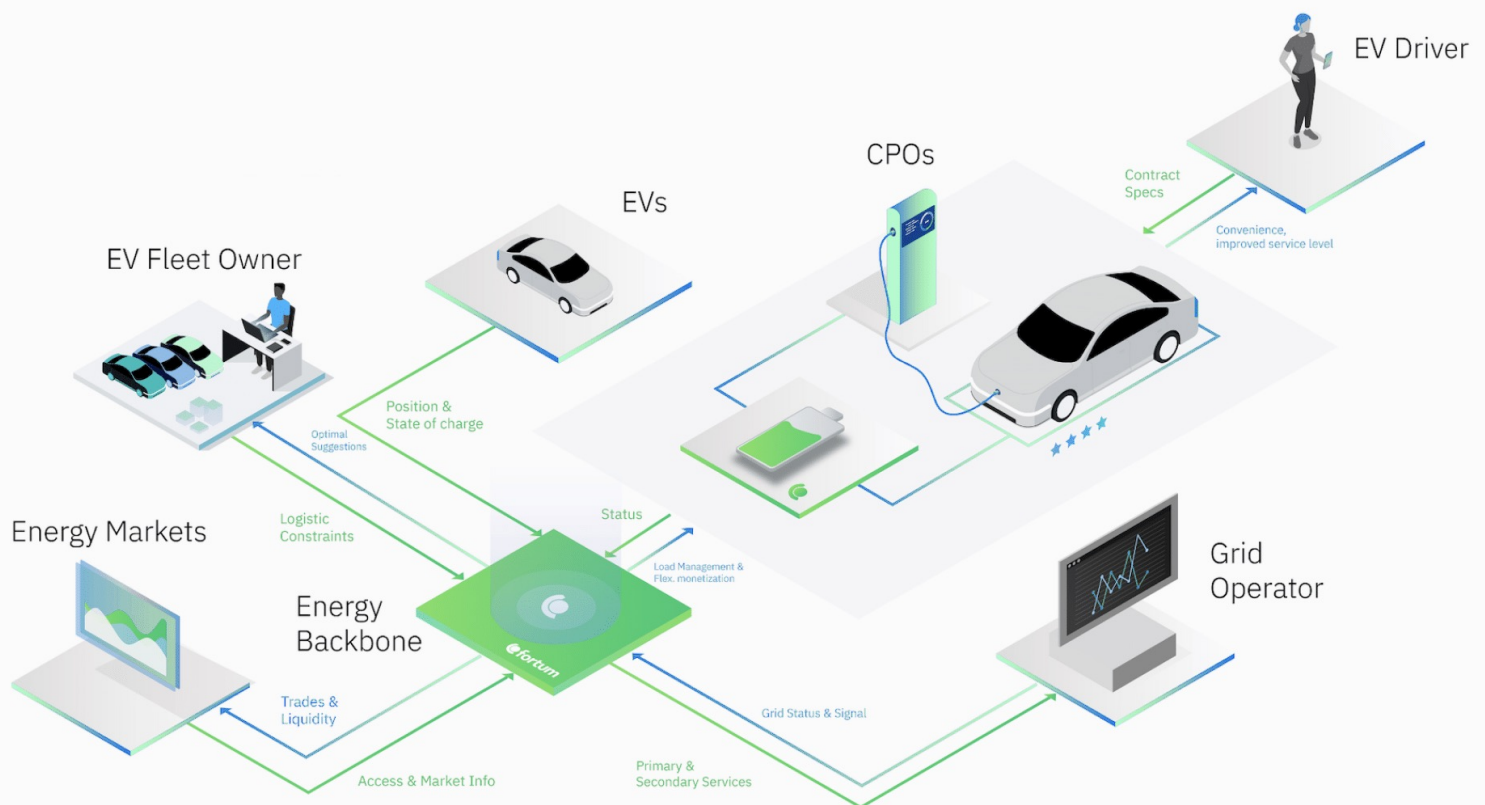 EV Driver
CPOs
Contract
Specs
EVs
Convenience,
improved service level
EV Fleet Owner
Position &
State of charge
Optimal
Suggestions
Logistic
Constraints
Status
Energy Markets
Load Management &
Flex. monetization
Grid
Operator
Energy
Backbone
fortum
Trades &
Liquidity
Grid Status & Signal
Primary &
Secondary Services
Access & Market Info